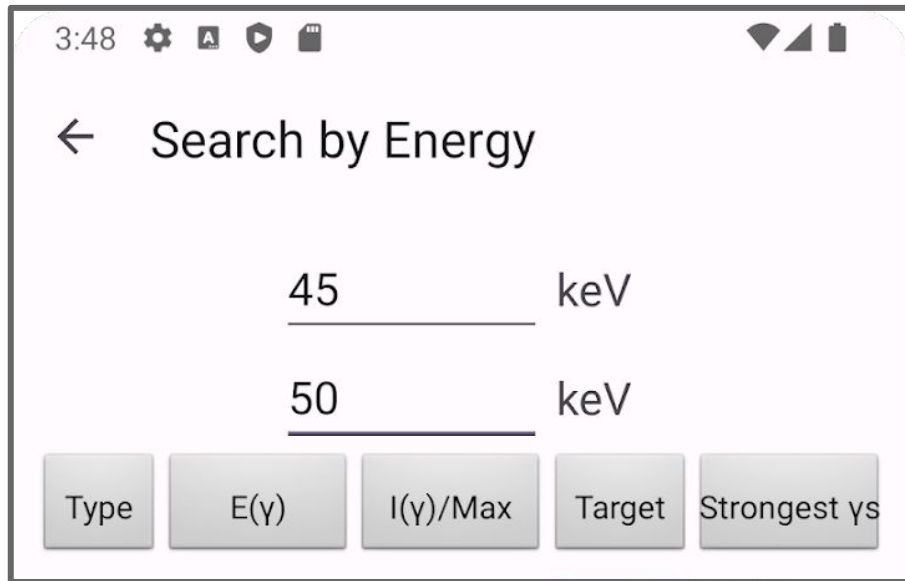 3:48 A
Search by Energy
45 keV
50 keV
Type E(γ) I(γ)/Max Target Strongest γs